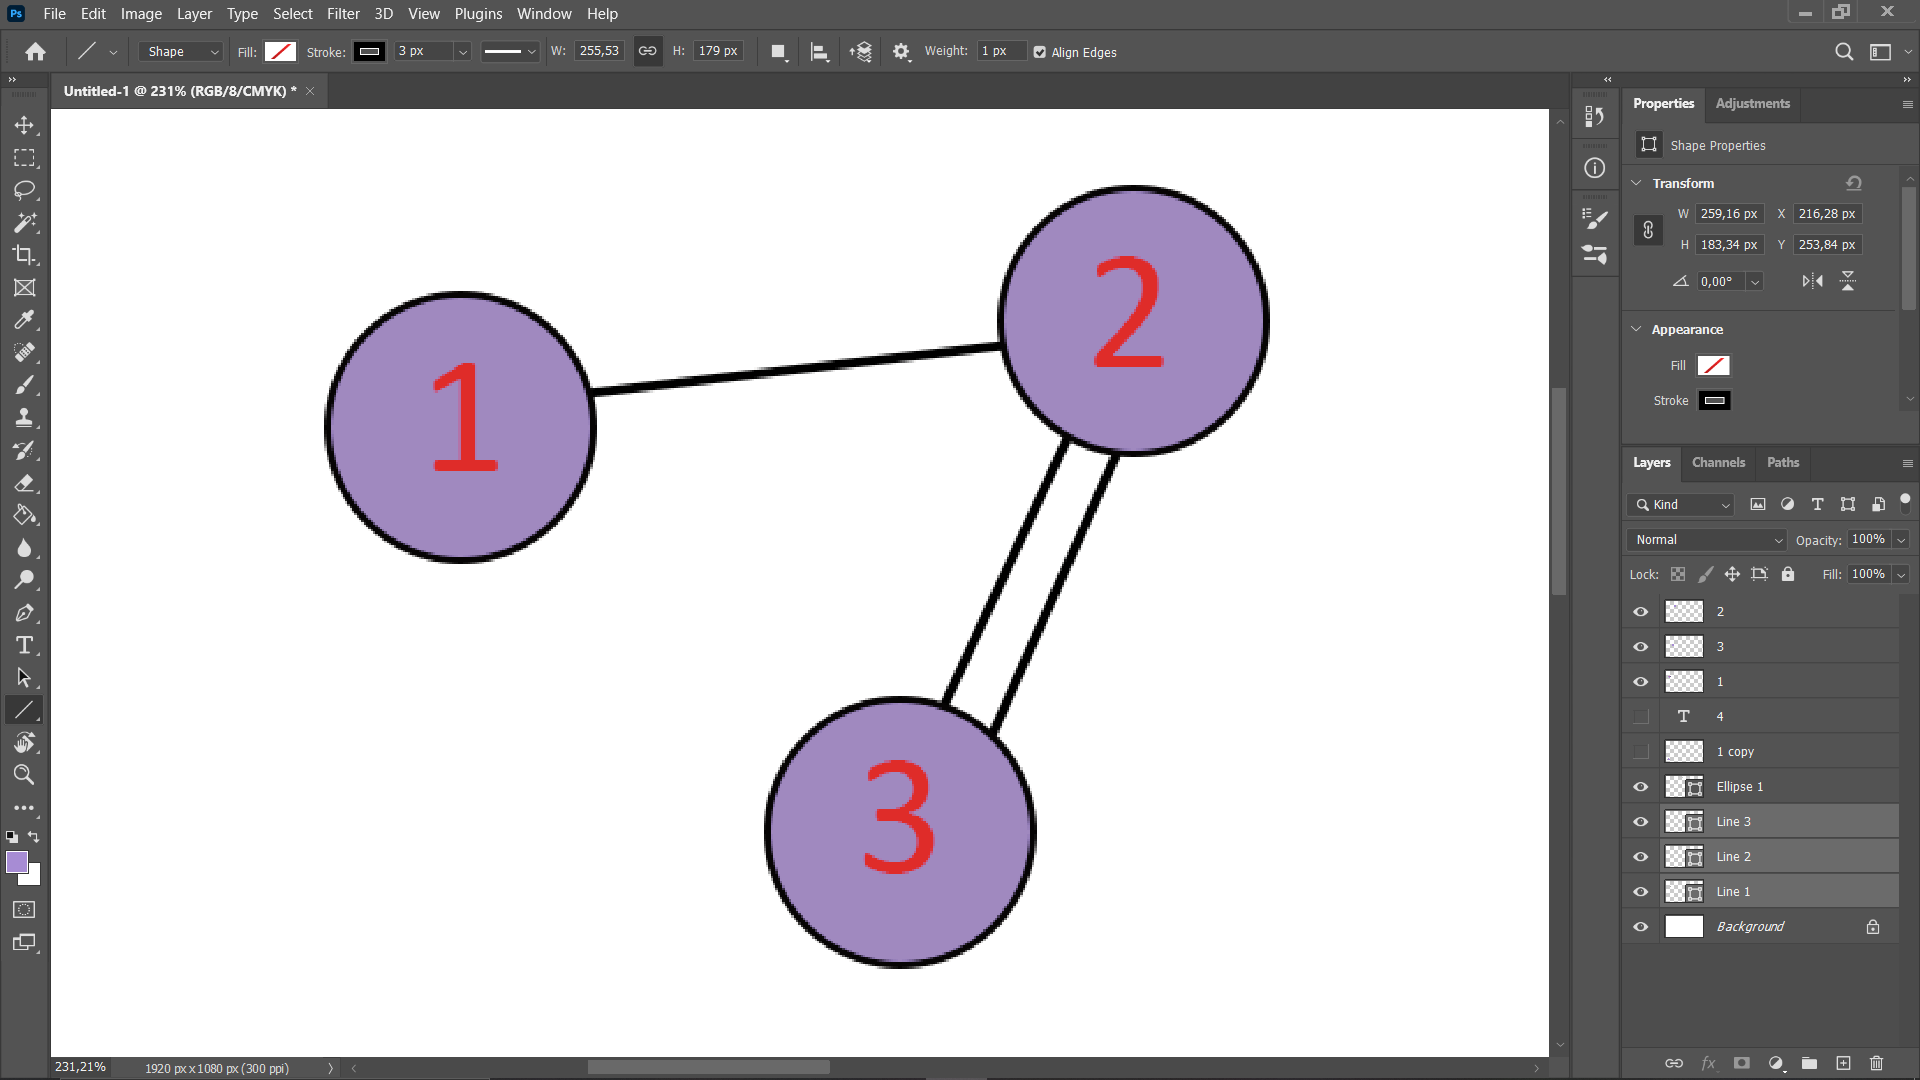 Ps File Edit Image Layer Type Select Filter 3D View Plugins Window Help
Shape Fill: Stroke: 3 px W: 255,53 H: 179 px Weight: 1 px Align Edges
Untitled-1 @ 231% (RGB/8/CMYK) *
1
2
3
231,21% 1920 px x 1080 px (300 ppi)
Properties Adjustments
Shape Properties
Transform
W 259,16 px X 216,28 px
H 183,34 px Y 253,84 px
0,00°
Appearance
Fill
Stroke
Layers Channels Paths
Kind
Normal Opacity: 100%
Lock: Fill: 100%
2
3
1
T 4
1 copy
Ellipse 1
Line 3
Line 2
Line 1
Background
fx